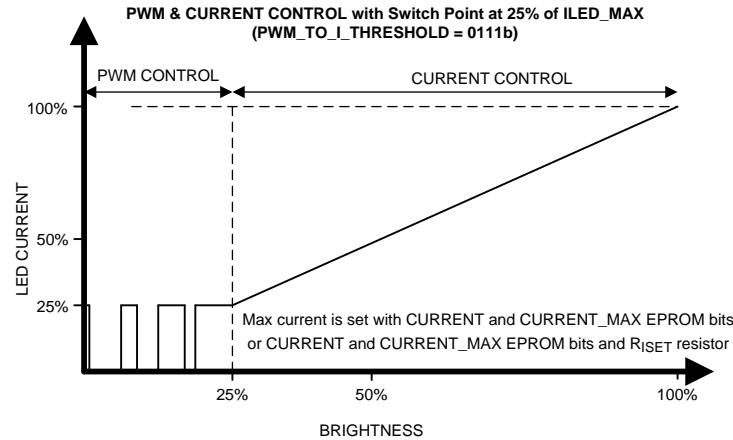 PWM & CURRENT CONTROL with Switch Point at 25% of ILED_MAX
(PWM_TO_I_THRESHOLD = 0111b)
PWM CONTROL
CURRENT CONTROL
100%
50%
25%
LED CURRENT
Max current is set with CURRENT and CURRENT_MAX EPROM bits
or CURRENT and CURRENT_MAX EPROM bits and RISET resistor
25%
50%
100%
BRIGHTNESS